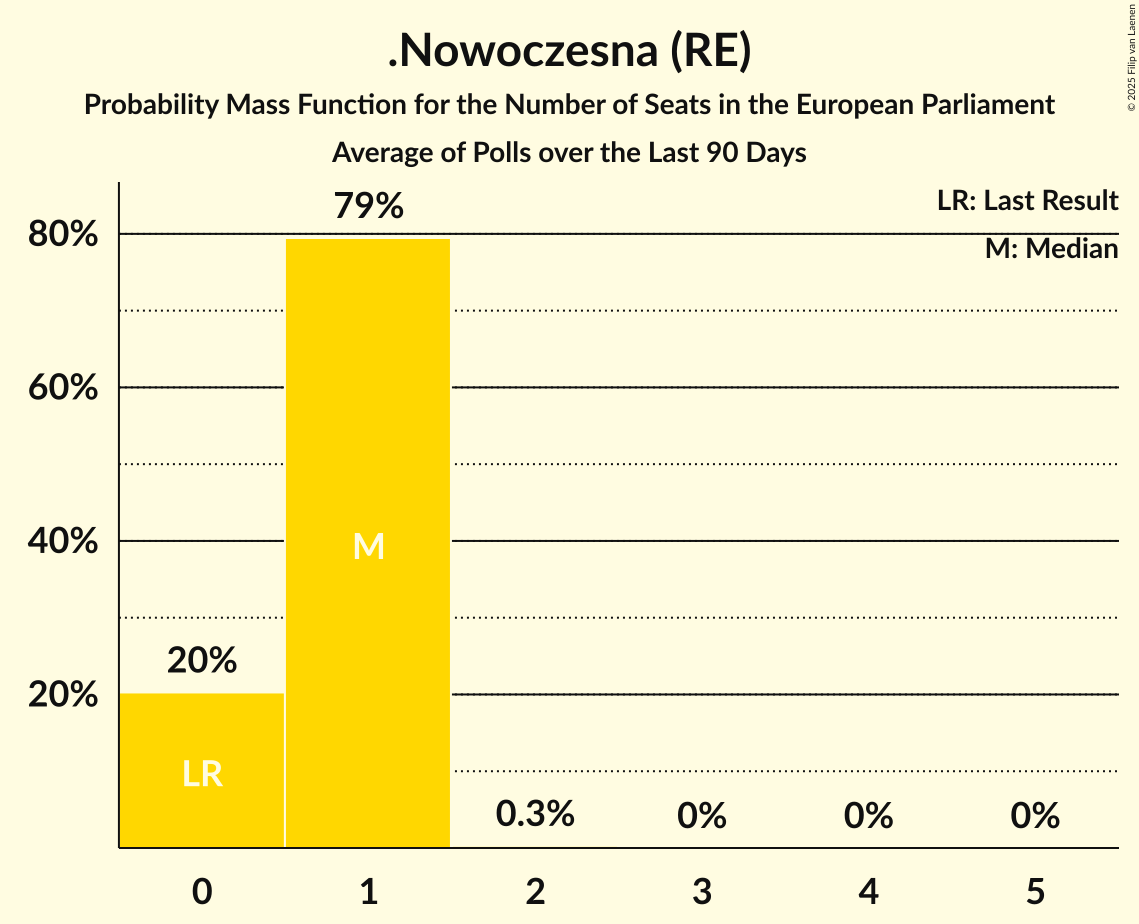 .Nowoczesna (RE)
Probability Mass Function for the Number of Seats in the European Parliament
Average of Polls over the Last 90 Days
© 2025 Filip van Laenen
LR: Last Result
M: Median
80%
60%
40%
20%
79%
M
20%
LR
0.3%
0%
0%
0%
0
1
2
3
4
5